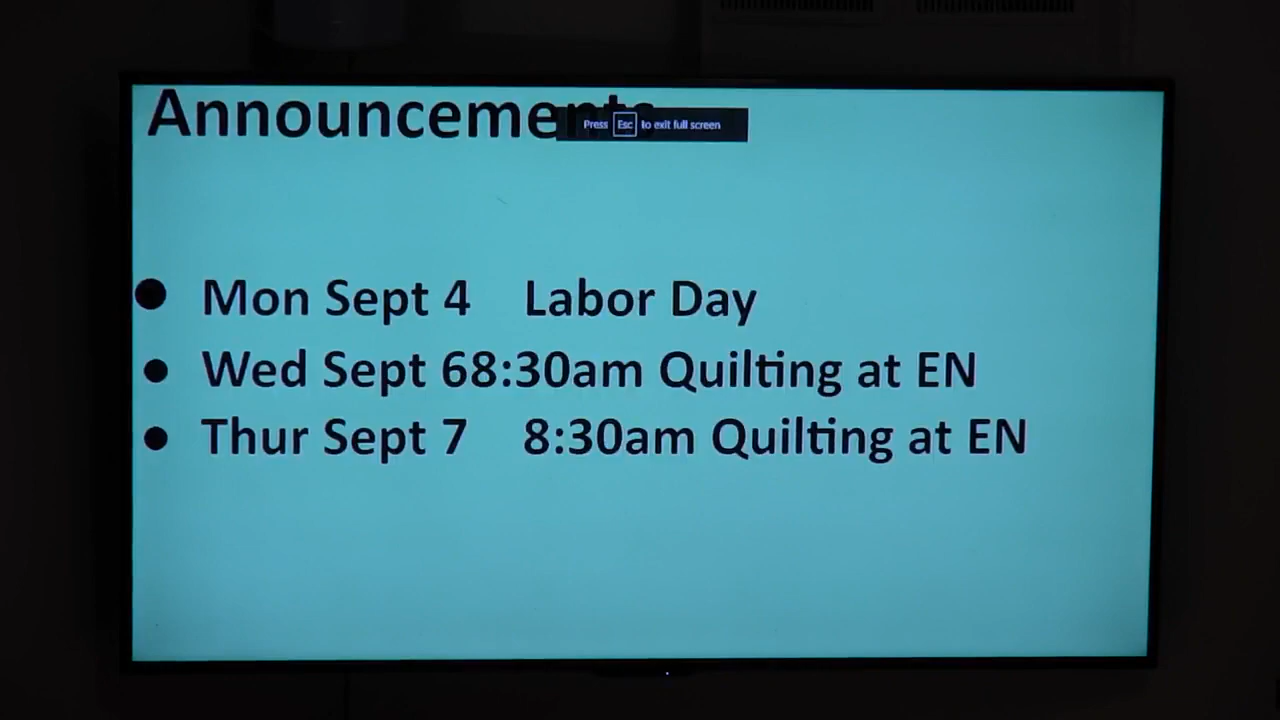 Announcements
Press Esc to exit full screen
● Mon Sept 4 Labor Day
● Wed Sept 68:30am Quilting at EN
● Thur Sept 7 8:30am Quilting at EN